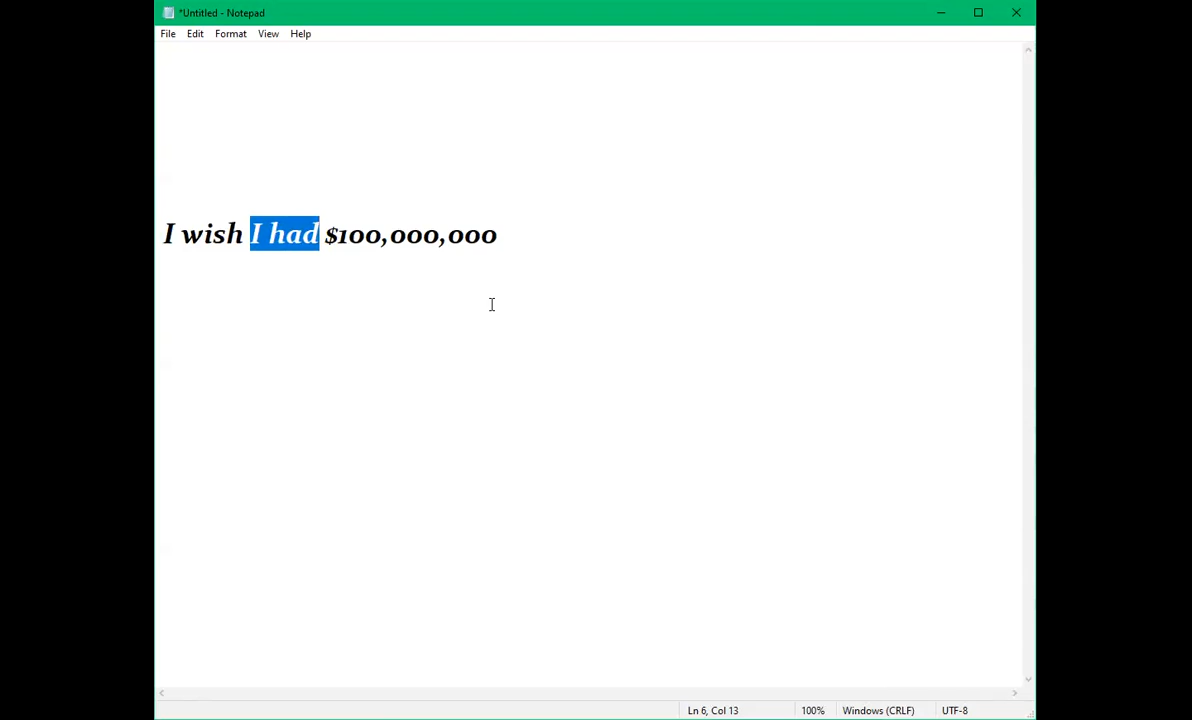 *Untitled - Notepad
File Edit Format View Help
I wish I had $100,000,000
Ln 6, Col 13 100% Windows (CRLF) UTF-8